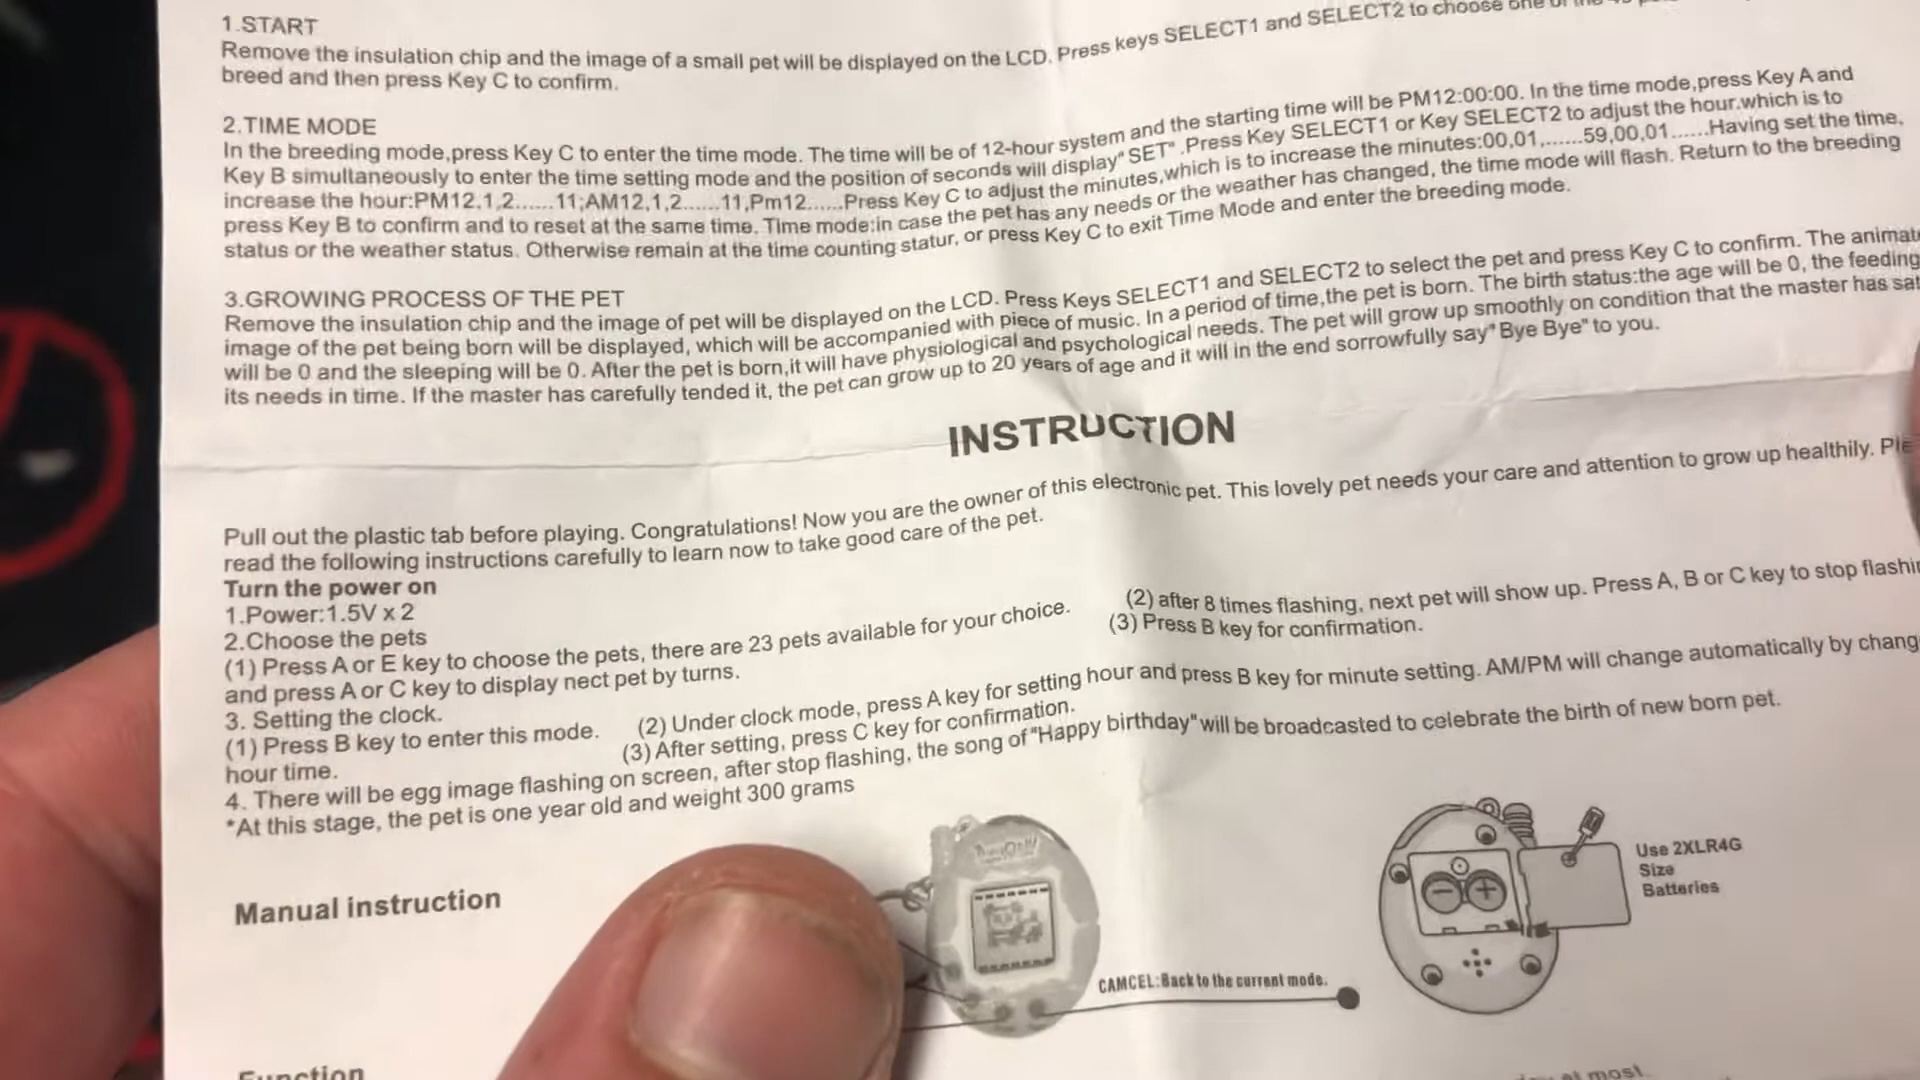 1.START
Remove the insulation chip and the image of a small pet will be displayed on the LCD. Press keys SELECT1 and SELECT2 to choose one of the
breed and then press Key C to confirm.
2.TIME MODE
In the breeding mode,press Key C to enter the time mode. The time will be of 12-hour system and the starting time will be PM12:00:00. In the time mode,press Key A and
Key B simultaneously to enter the time setting mode and the position of seconds will display"SET".Press Key SELECT1 or Key SELECT2 to adjust the hour.which is to
increase the hour:PM12,1,2......11;AM12,1,2......11,Pm12......Press Key C to adjust the minutes,which is to increase the minutes:00,01,......59,00,01......Having set the time,
press Key B to confirm and to reset at the same time. Time mode:in case the pet has any needs or the weather has changed, the time mode will flash. Return to the breeding
status or the weather status. Otherwise remain at the time counting statur, or press Key C to exit Time Mode and enter the breeding mode.
3.GROWING PROCESS OF THE PET
Remove the insulation chip and the image of pet will be displayed on the LCD. Press Keys SELECT1 and SELECT2 to select the pet and press Key C to confirm. The
image of the pet being born will be displayed, which will be accompanied with piece of music. In a period of time,the pet is born. The birth status:the age will be 0, the feeding
will be 0 and the sleeping will be 0. After the pet is born,it will have physiological and psychological needs. The pet will grow up smoothly on condition that the master has
its needs in time. If the master has carefully tended it, the pet can grow up to 20 years of age and it will in the end sorrowfully say"Bye Bye" to you.
INSTRUCTION
Pull out the plastic tab before playing. Congratulations! Now you are the owner of this electronic pet. This lovely pet needs your care and attention to grow up healthily.
read the following instructions carefully to learn now to take good care of the pet.
Turn the power on
1.Power:1.5V x 2
2.Choose the pets
(1) Press A or E key to choose the pets, there are 23 pets available for your choice. (2) after 8 times flashing, next pet will show up. Press A, B or C key to stop
and press A or C key to display nect pet by turns. (3) Press B key for confirmation.
3. Setting the clock.
(1) Press B key to enter this mode. (2) Under clock mode, press A key for setting hour and press B key for minute setting. AM/PM will change automatically by
hour time. (3) After setting, press C key for confirmation.
4. There will be egg image flashing on screen, after stop flashing, the song of "Happy birthday" will be broadcasted to celebrate the birth of new born pet.
*At this stage, the pet is one year old and weight 300 grams
Manual instruction
Use 2XLR4G
Size
Batteries
CAMCEL:Back to the current mode.
Function
at most.